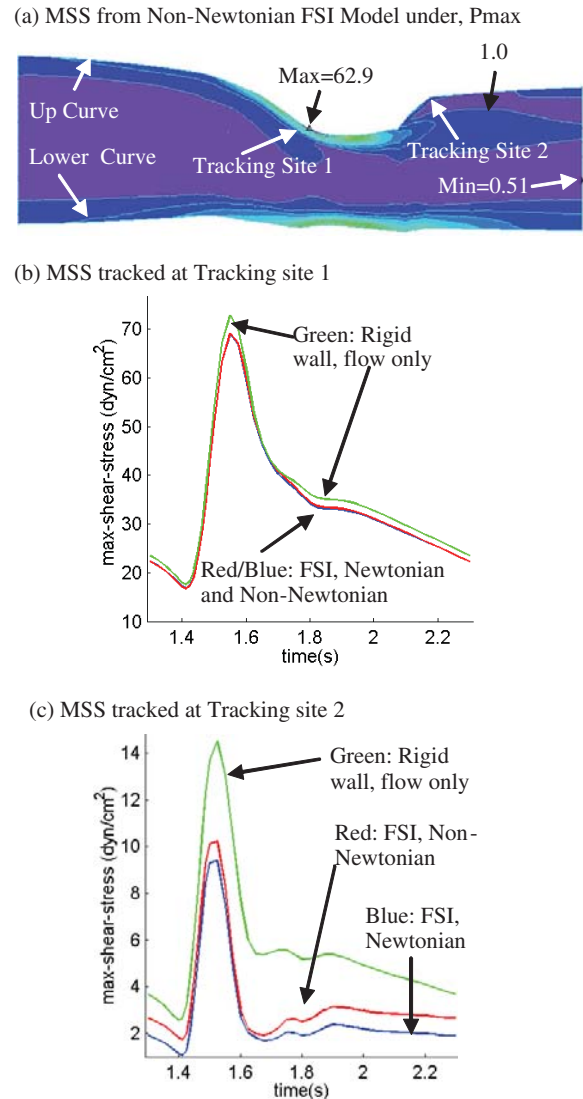 (a) MSS from Non-Newtonian FSI Model under, Pmax
Max=62.9
1.0
Up Curve
Lower Curve
Tracking Site 1
Tracking Site 2
Min=0.51
(b) MSS tracked at Tracking site 1
max-shear-stress (dyn/cm²)
70
60
50
40
30
20
10
Green: Rigid
wall, flow only
Red/Blue: FSI, Newtonian
and Non-Newtonian
1.4 1.6 1.8 2 2.2
time(s)
(c) MSS tracked at Tracking site 2
max-shear-stress (dyn/cm²)
14
12
10
8
6
4
2
Green: Rigid
wall, flow only
Red: FSI, Non-
Newtonian
Blue: FSI,
Newtonian
1.4 1.6 1.8 2 2.2
time(s)